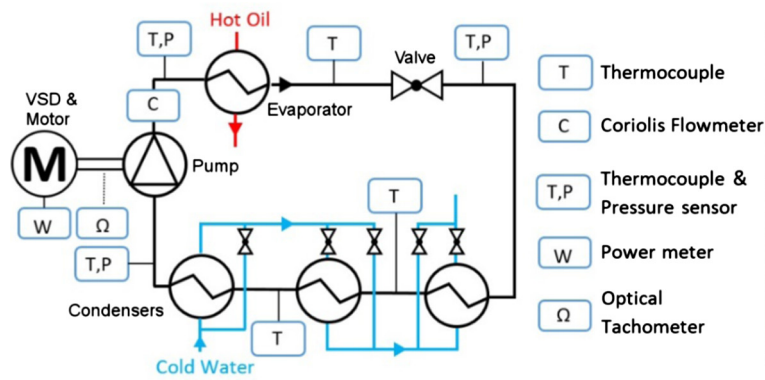 Hot Oil
T,P
T
Valve
T,P
Evaporator
C
VSD &
Motor
M
Pump
W
Ω
T,P
T
Condensers
T
Cold Water
T
Thermocouple
C
Coriolis Flowmeter
T,P
Thermocouple &
Pressure sensor
W
Power meter
Ω
Optical
Tachometer